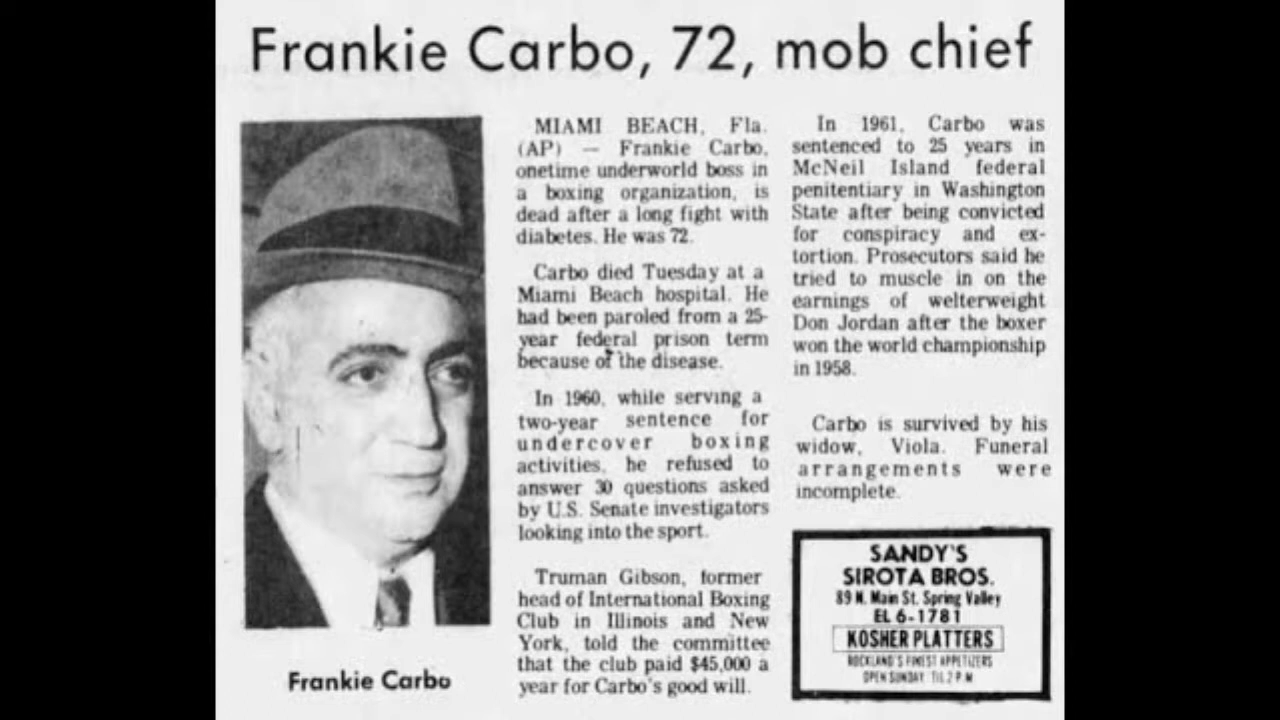 Frankie Carbo, 72, mob chief
MIAMI BEACH, Fla.
(AP) — Frankie Carbo,
onetime underworld boss in
a boxing organization, is
dead after a long fight with
diabetes. He was 72.
Carbo died Tuesday at a
Miami Beach hospital. He
had been paroled from a 25-
year federal prison term
because of the disease.
In 1960, while serving a
two-year sentence for
undercover boxing
activities, he refused to
answer 30 questions asked
by U.S. Senate investigators
looking into the sport.
Truman Gibson, former
head of International Boxing
Club in Illinois and New
York, told the committee
that the club paid $45,000 a
year for Carbo's good will.
In 1961, Carbo was
sentenced to 25 years in
McNeil Island federal
penitentiary in Washington
State after being convicted
for conspiracy and ex-
tortion. Prosecutors said he
tried to muscle in on the
earnings of welterweight
Don Jordan after the boxer
won the world championship
in 1958.
Carbo is survived by his
widow, Viola. Funeral
arrangements were
incomplete.
Frankie Carbo
SANDY'S
SIROTA BROS.
89 N. Main St. Spring Valley
EL 6-1781
KOSHER PLATTERS
ROCKLAND'S FINEST APPETIZERS
OPEN SUNDAY TIL 2 P M